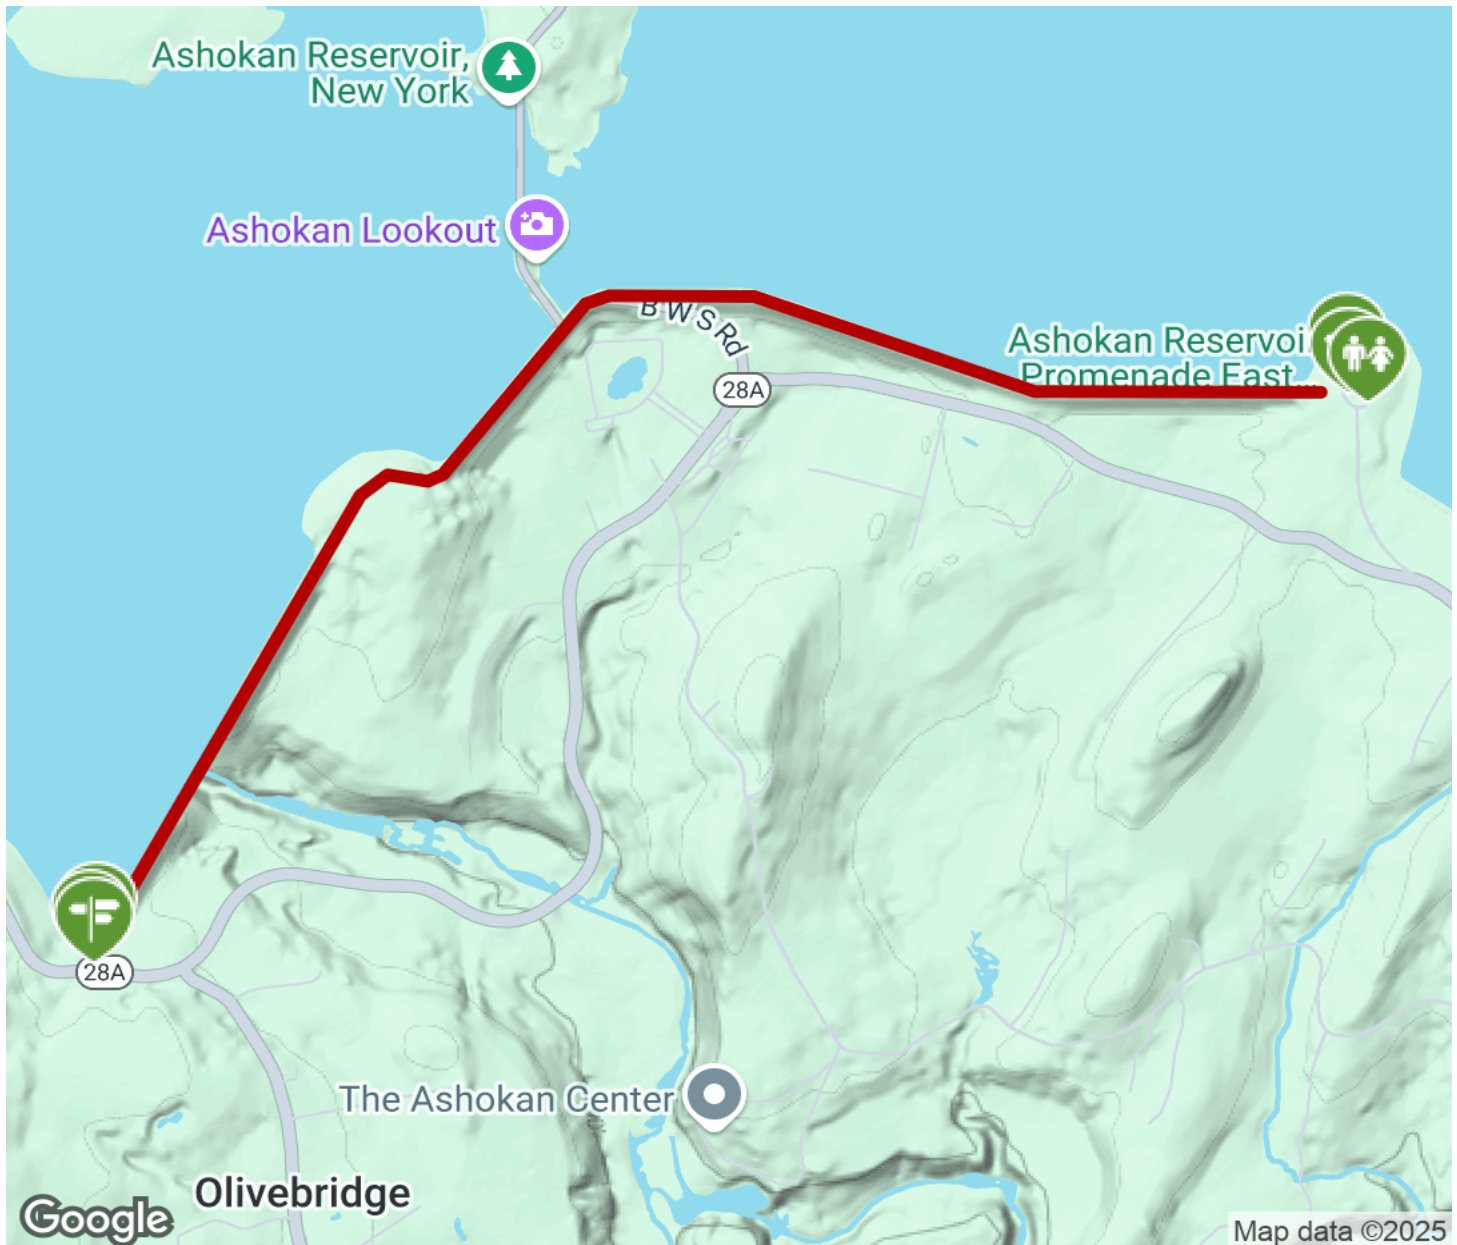 Ashokan Reservoir,
New York
Ashokan Lookout
B W S Rd
Ashokan Reservoi
Promenade East...
28A
28A
The Ashokan Center
Olivebridge
Google
Map data ©2025